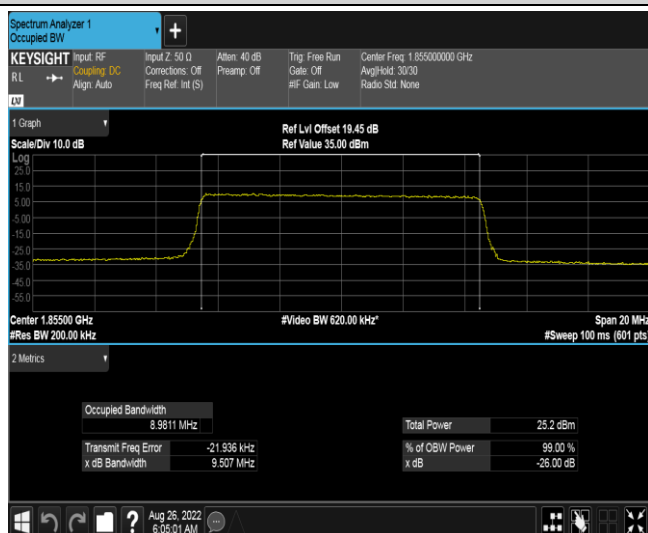 Spectrum Analyzer 1
Occupied BW
+
KEYSIGHT
RL
LXI
Input: RF
Coupling: DC
Align: Auto
Input Z: 50 Ω
Corrections: Off
Freq Ref: Int (S)
Atten: 40 dB
Preamp: Off
Trig: Free Run
Gate: Off
#IF Gain: Low
Center Freq: 1.855000000 GHz
Avg|Hold: 30/30
Radio Std: None
1 Graph
Scale/Div 10.0 dB
Ref Lvl Offset 19.45 dB
Ref Value 35.00 dBm
Log
25.0
15.0
5.00
-5.00
-15.0
-25.0
-35.0
-45.0
-55.0
Center 1.85500 GHz
#Res BW 200.00 kHz
#Video BW 620.00 kHz*
Span 20 MHz
#Sweep 100 ms (601 pts)
2 Metrics
Occupied Bandwidth
8.9811 MHz
Transmit Freq Error -21.936 kHz
x dB Bandwidth 9.507 MHz
Total Power 25.2 dBm
% of OBW Power 99.00 %
x dB -26.00 dB
?
Aug 26, 2022
6:05:01 AM